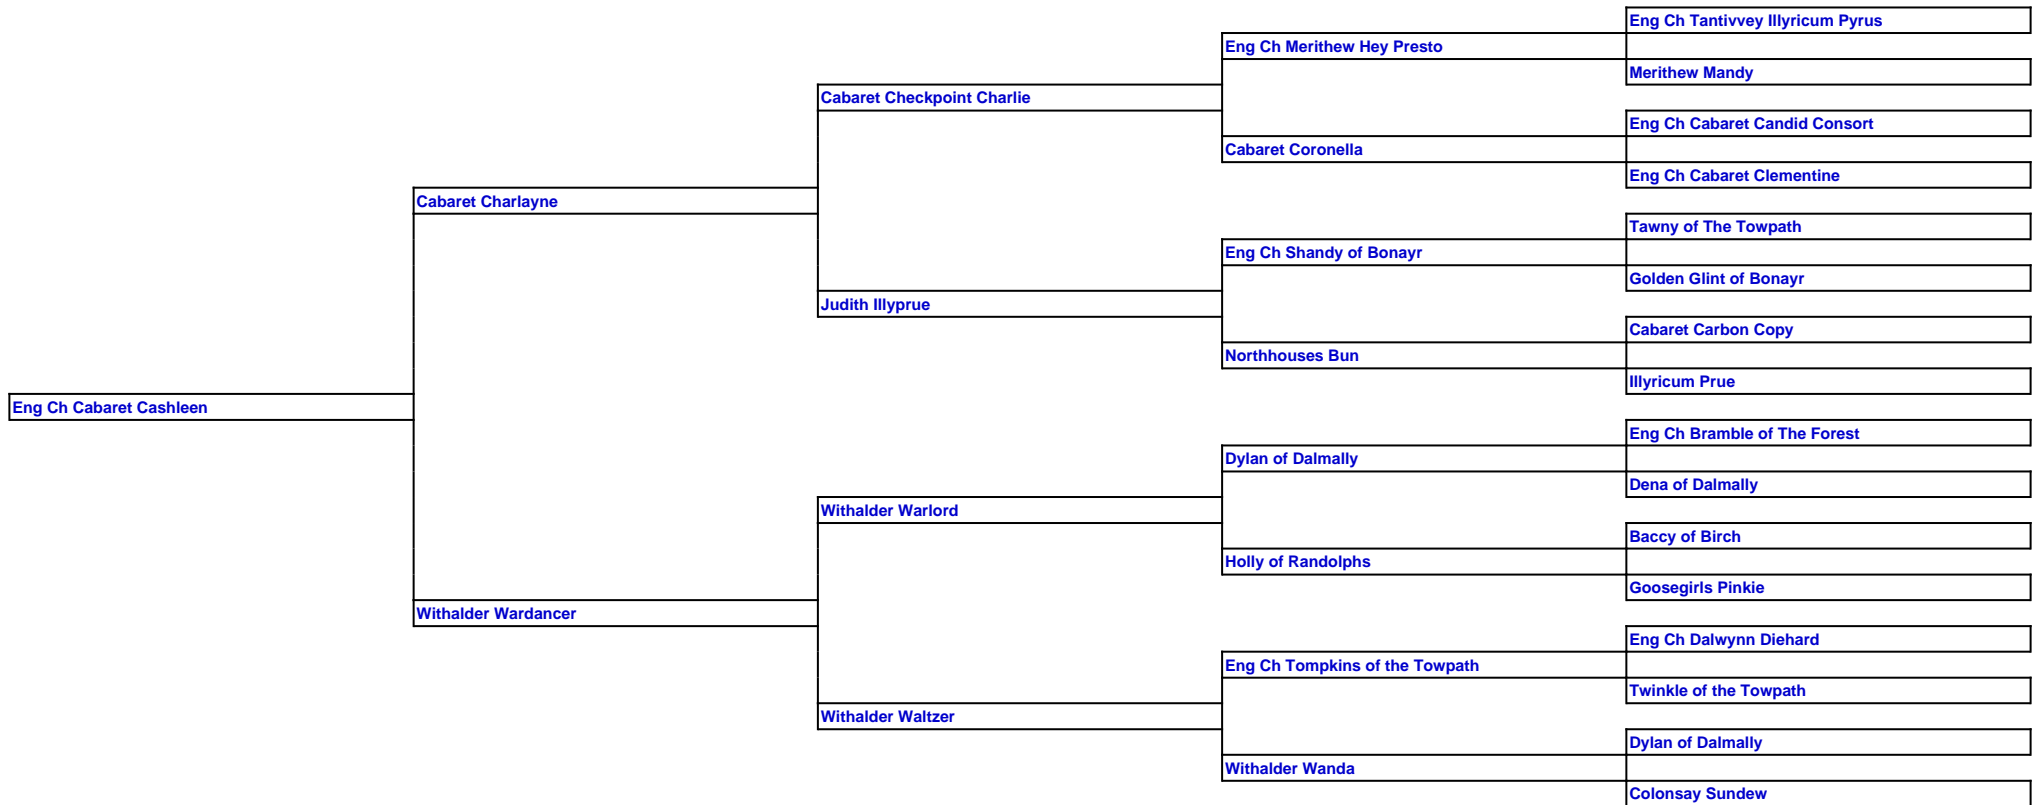 Eng Ch Tantivvey Illyricum Pyrus
Eng Ch Merithew Hey Presto
Merithew Mandy
Cabaret Checkpoint Charlie
Eng Ch Cabaret Candid Consort
Cabaret Coronella
Eng Ch Cabaret Clementine
Cabaret Charlayne
Tawny of The Towpath
Eng Ch Shandy of Bonayr
Golden Glint of Bonayr
Judith Illyprue
Cabaret Carbon Copy
Northhouses Bun
Illyricum Prue
Eng Ch Cabaret Cashleen
Eng Ch Bramble of The Forest
Dylan of Dalmally
Dena of Dalmally
Withalder Warlord
Baccy of Birch
Holly of Randolphs
Goosegirls Pinkie
Withalder Wardancer
Eng Ch Dalwynn Diehard
Eng Ch Tompkins of the Towpath
Twinkle of the Towpath
Withalder Waltzer
Dylan of Dalmally
Withalder Wanda
Colonsay Sundew